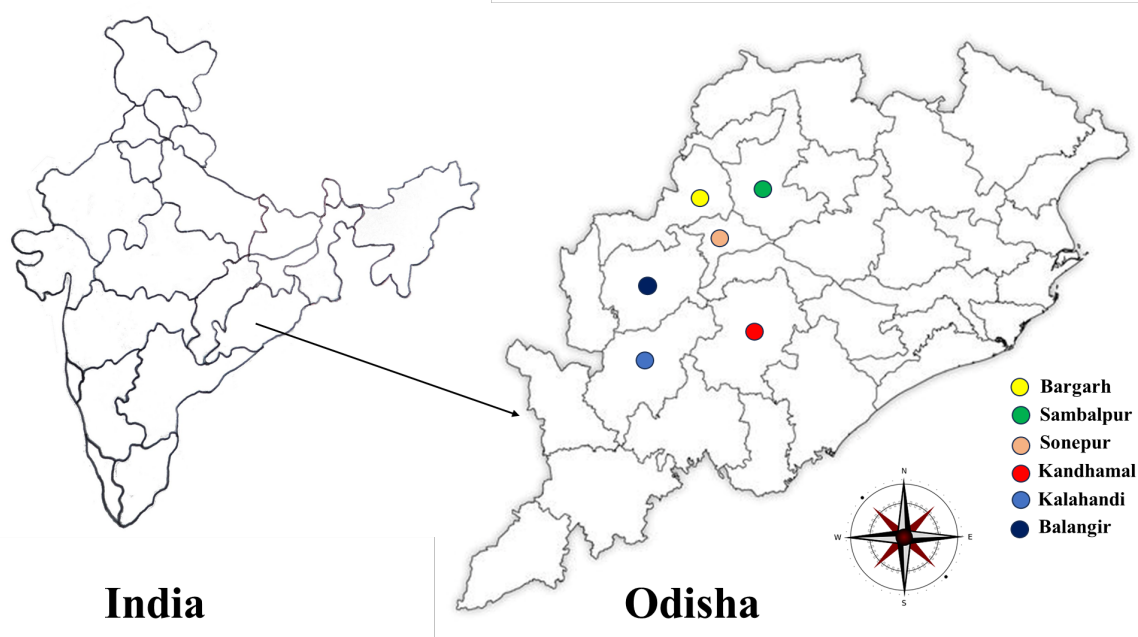 Bargarh
Sambalpur
Sonepur
Kandhamal
Kalahandi
Balangir
N
W
E
S
India
Odisha